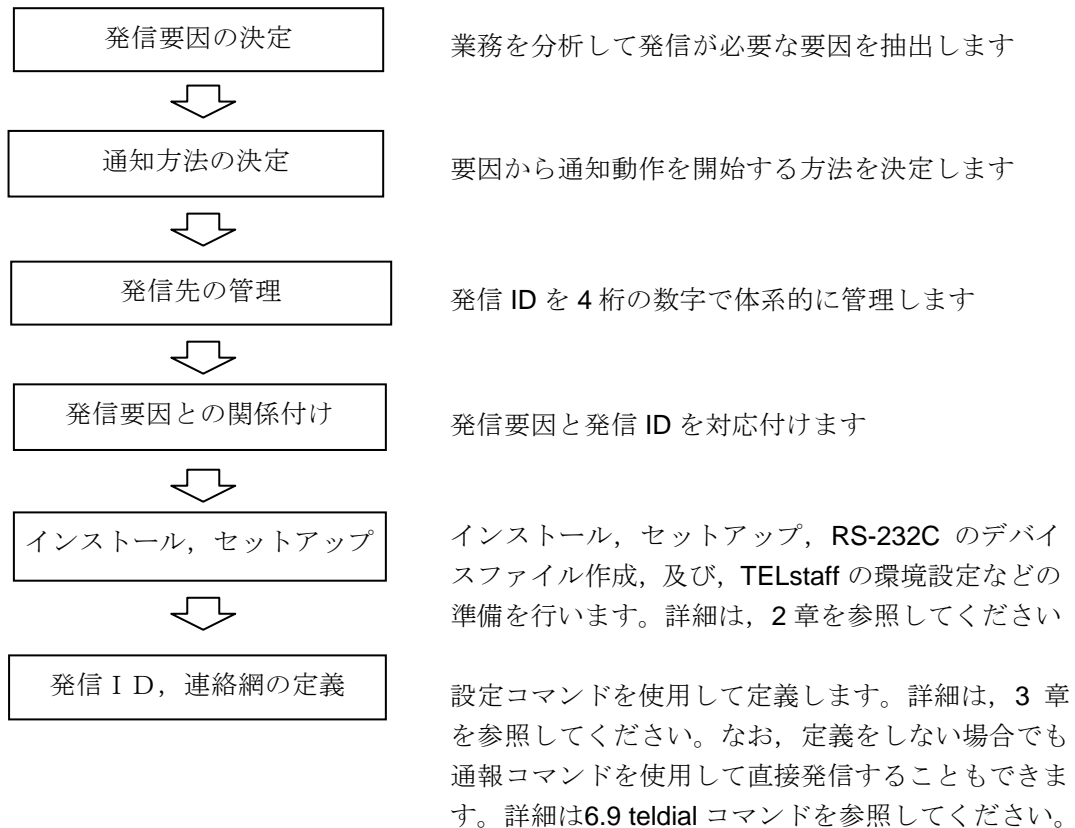 発信要因の決定
業務を分析して発信が必要な要因を抽出します
通知方法の決定
要因から通知動作を開始する方法を決定します
発信先の管理
発信 ID を 4 桁の数字で体系的に管理します
発信要因との関係付け
発信要因と発信 ID を対応付けます
インストール，セットアップ
インストール，セットアップ，RS-232C のデバイ
スファイル作成，及び，TELstaff の環境設定などの
準備を行います。詳細は，2 章を参照してください
発信ＩＤ，連絡網の定義
設定コマンドを使用して定義します。詳細は，3 章
を参照してください。なお，定義をしない場合でも
通報コマンドを使用して直接発信することもできま
す。詳細は6.9 teldial コマンドを参照してください。